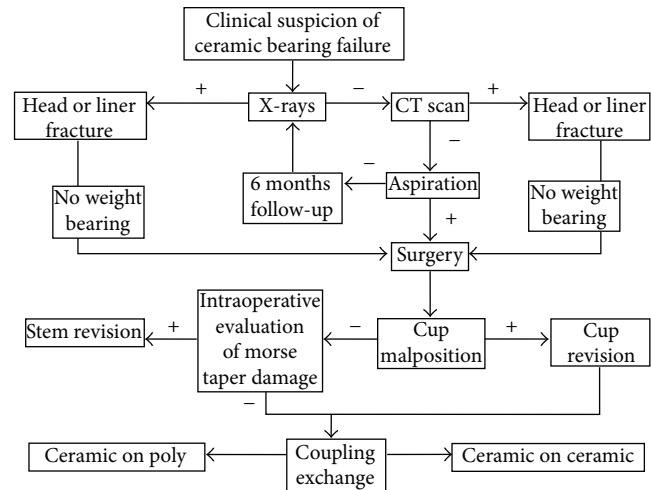 Clinical suspicion of
ceramic bearing failure
+
−
+
Head or liner
fracture
X-rays
CT scan
Head or liner
fracture
−
−
No weight
bearing
6 months
follow-up
Aspiration
No weight
bearing
+
Surgery
Intraoperative
evaluation
of morse
taper damage
Stem revision
+
−
Cup
malposition
+
Cup
revision
−
Ceramic on poly
Coupling
exchange
Ceramic on ceramic